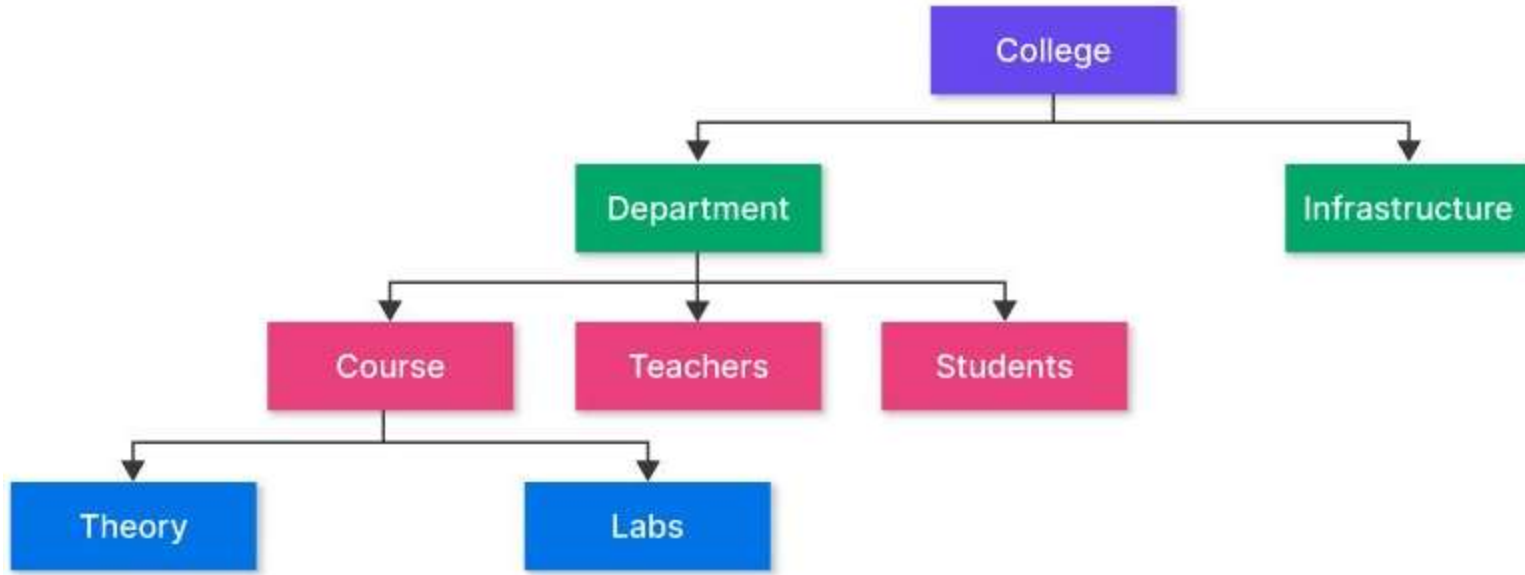 College
Department
Infrastructure
Course
Teachers
Students
Theory
Labs